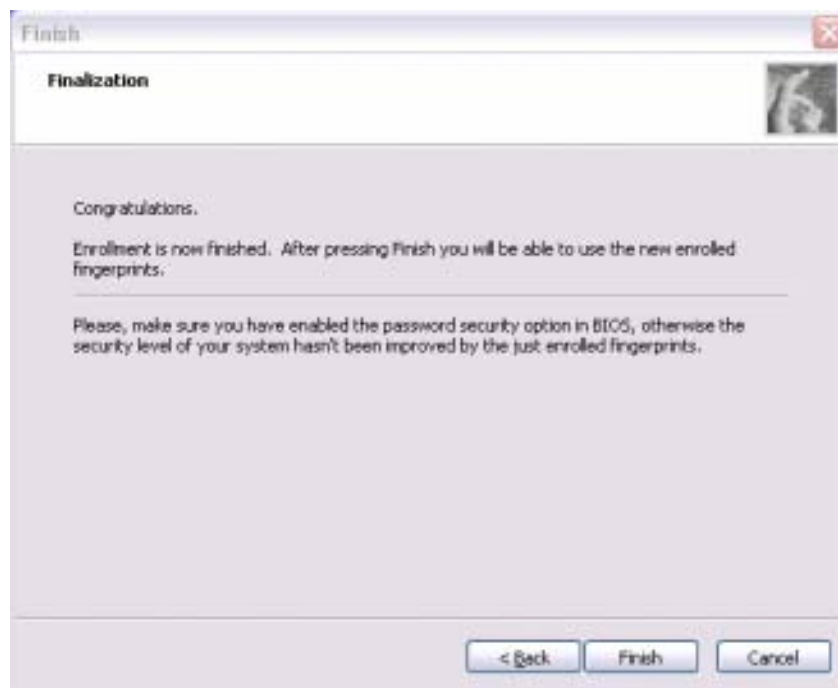 Finish
Finalization
Congratulations.
Enrollment is now finished. After pressing Finish you will be able to use the new enrolled
fingerprints.
Please, make sure you have enabled the password security option in BIOS, otherwise the
security level of your system hasn't been improved by the just enrolled fingerprints.
< Back
Finish
Cancel